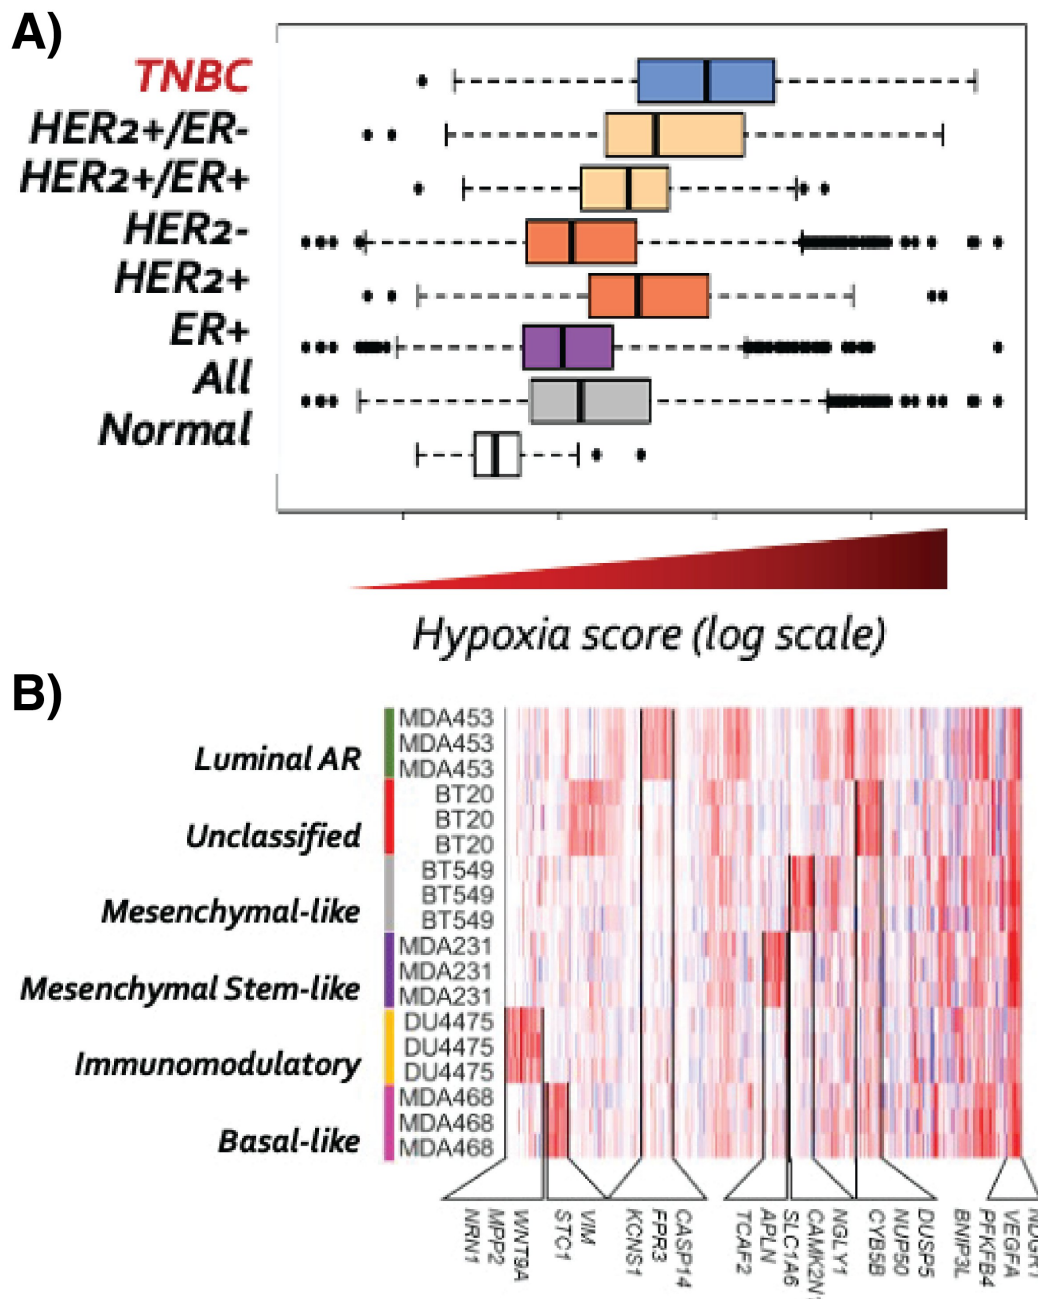 A)
TNBC
HER2+/ER-
HER2+/ER+
HER2-
HER2+
ER+
All
Normal
Hypoxia score (log scale)
B)
Luminal AR
Unclassified
Mesenchymal-like
Mesenchymal Stem-like
Immunomodulatory
Basal-like
MDA453
MDA453
MDA453
BT20
BT20
BT20
BT549
BT549
BT549
MDA231
MDA231
MDA231
DU4475
DU4475
DU4475
MDA468
MDA468
MDA468
NRN1
MPP2
WNT9A
STC1
VIM
KCNS1
FPR3
CASP14
TCAF2
APLN
SLC1A6
CAMK2N
NGLY1
CYB5B
NUP50
DUSP5
BNIP3L
PFKFB4
VEGFA